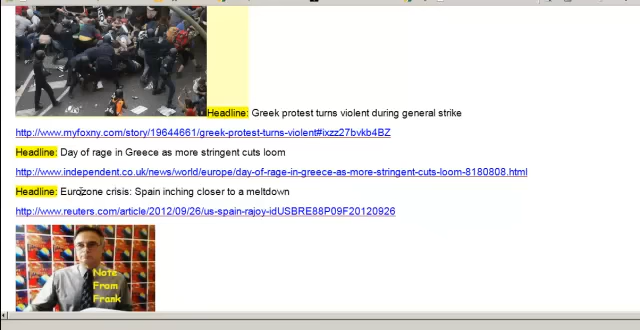 Headline: Greek protest turns violent during general strike
http://www.myfoxny.com/story/19644661/greek-protest-turns-violent#ixzz27bvkb4BZ
Headline: Day of rage in Greece as more stringent cuts loom
http://www.independent.co.uk/news/world/europe/day-of-rage-in-greece-as-more-stringent-cuts-loom-8180808.html
Headline: Eurozone crisis: Spain inching closer to a meltdown
http://www.reuters.com/article/2012/09/26/us-spain-rajoy-idUSBRE88P09F20120926
Note
From
Frank